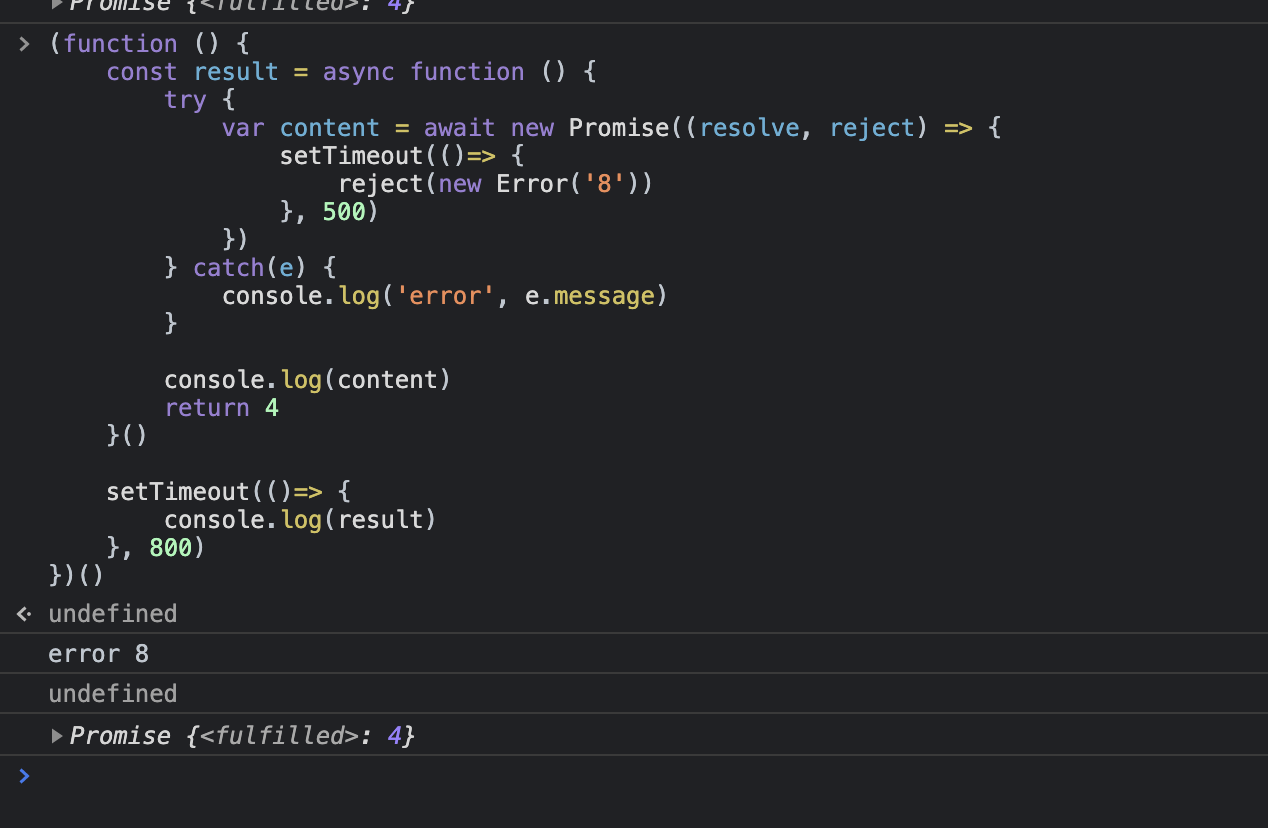 ▶Promise {<fulfilled>: 4}
> (function () {
    const result = async function () {
        try {
            var content = await new Promise((resolve, reject) => {
                setTimeout(()=> {
                    reject(new Error('8'))
                }, 500)
            })
        } catch(e) {
            console.log('error', e.message)
        }

        console.log(content)
        return 4
    }()

    setTimeout(()=> {
        console.log(result)
    }, 800)
})()
undefined
error 8
undefined
▶Promise {<fulfilled>: 4}
>